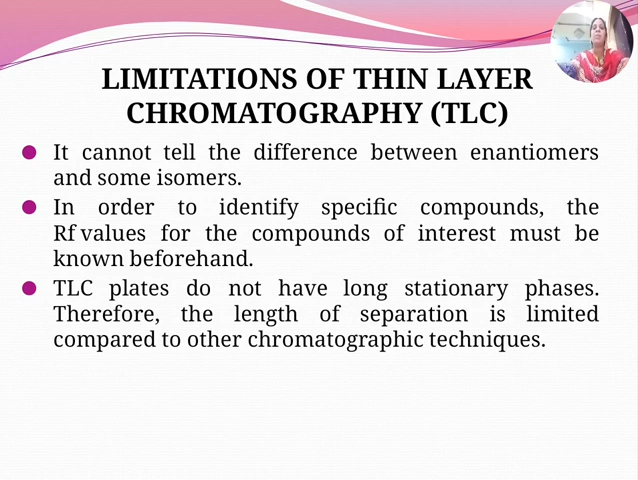 LIMITATIONS OF THIN LAYER
CHROMATOGRAPHY (TLC)
It cannot tell the difference between enantiomers
and some isomers.
In order to identify specific compounds, the
Rf values for the compounds of interest must be
known beforehand.
TLC plates do not have long stationary phases.
Therefore, the length of separation is limited
compared to other chromatographic techniques.